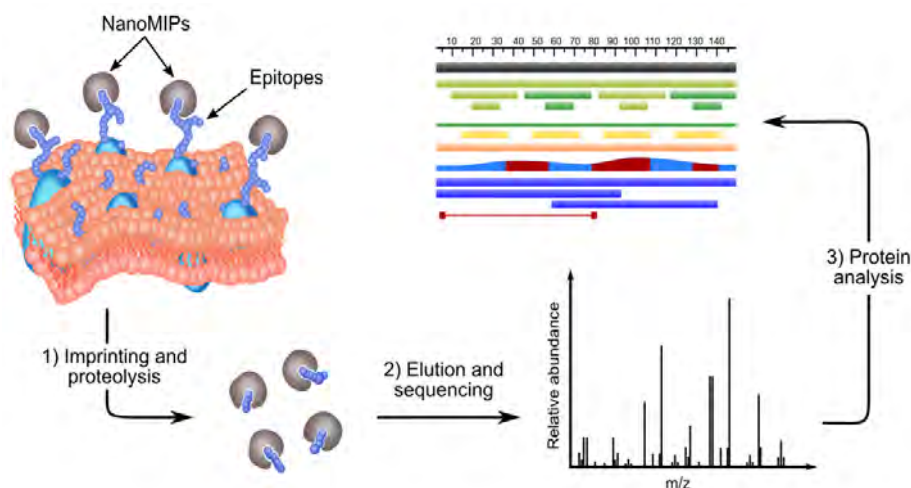 NanoMIPs
Epitopes
10 20 30 40 50 60 70 80 90 100 110 120 130 140
1) Imprinting and
proteolysis
2) Elution and
sequencing
Relative abundance
m/z
3) Protein
analysis